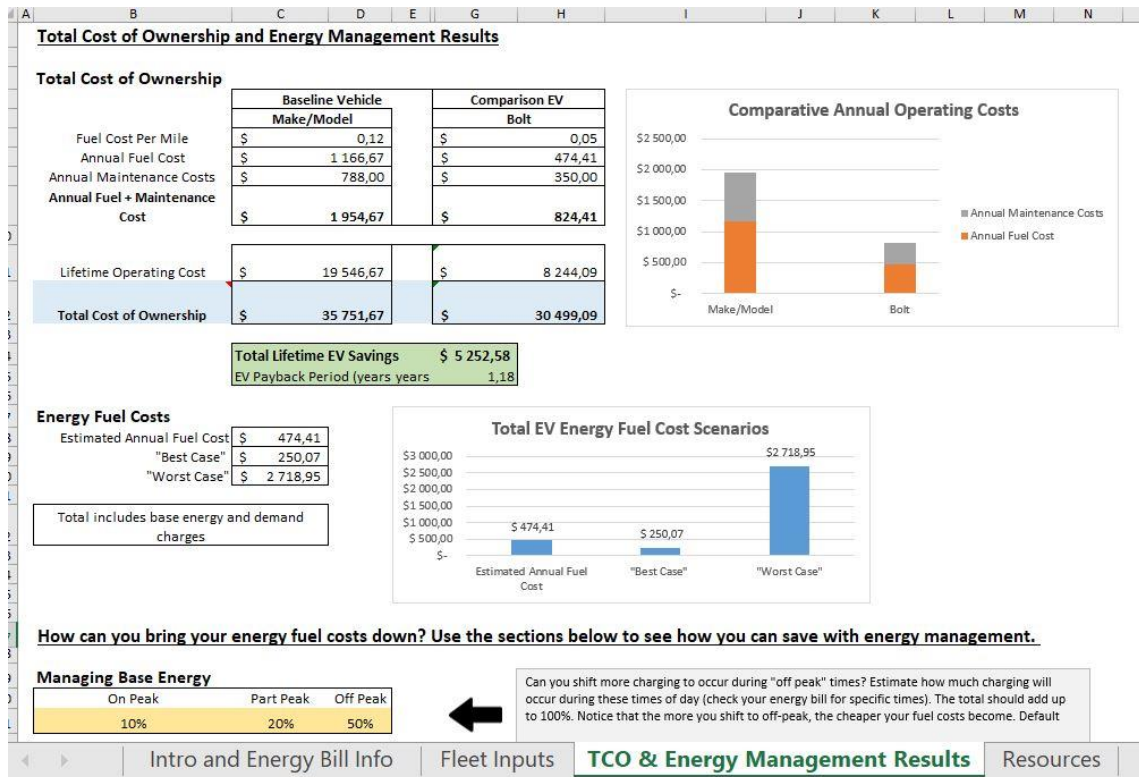 A B C D E G H I J K L M N
Total Cost of Ownership and Energy Management Results
Total Cost of Ownership
Baseline Vehicle Comparison EV
Make/Model Bolt
Fuel Cost Per Mile $ 0,12 $ 0,05
Annual Fuel Cost $ 1 166,67 $ 474,41
Annual Maintenance Costs $ 788,00 $ 350,00
Annual Fuel + Maintenance
Cost $ 1 954,67 $ 824,41
Lifetime Operating Cost $ 19 546,67 $ 8 244,09
Total Cost of Ownership $ 35 751,67 $ 30 499,09
Comparative Annual Operating Costs
$2 500,00
$2 000,00
$1 500,00
$1 000,00
$ 500,00
$-
Make/Model Bolt
Annual Maintenance Costs
Annual Fuel Cost
Total Lifetime EV Savings $ 5 252,58
EV Payback Period (years years 1,18
Energy Fuel Costs
Estimated Annual Fuel Cost $ 474,41
"Best Case" $ 250,07
"Worst Case" $ 2 718,95
Total includes base energy and demand
charges
Total EV Energy Fuel Cost Scenarios
$3 000,00
$2 500,00
$2 000,00
$1 500,00
$1 000,00
$ 500,00
$-
$ 474,41 $ 250,07 $2 718,95
Estimated Annual Fuel
Cost
"Best Case" "Worst Case"
How can you bring your energy fuel costs down? Use the sections below to see how you can save with energy management.
Managing Base Energy
On Peak Part Peak Off Peak
10% 20% 50%
Can you shift more charging to occur during "off peak" times? Estimate how much charging will
occur during these times of day (check your energy bill for specific times). The total should add up
to 100%. Notice that the more you shift to off-peak, the cheaper your fuel costs become. Default
Intro and Energy Bill Info Fleet Inputs TCO & Energy Management Results Resources